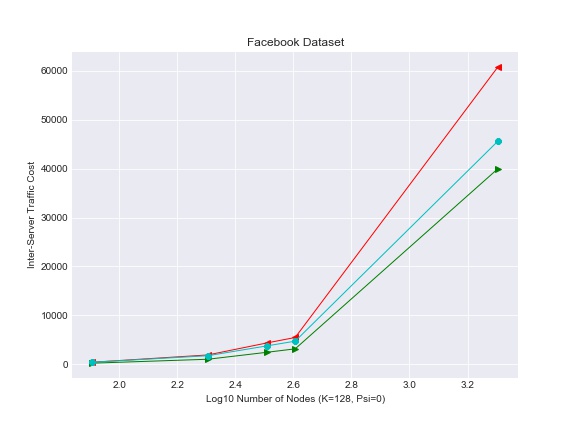 Facebook Dataset
60000
50000
40000
30000
20000
10000
0
Inter-Server Traffic Cost
2.0 2.2 2.4 2.6 2.8 3.0 3.2
Log10 Number of Nodes (K=128, Psi=0)